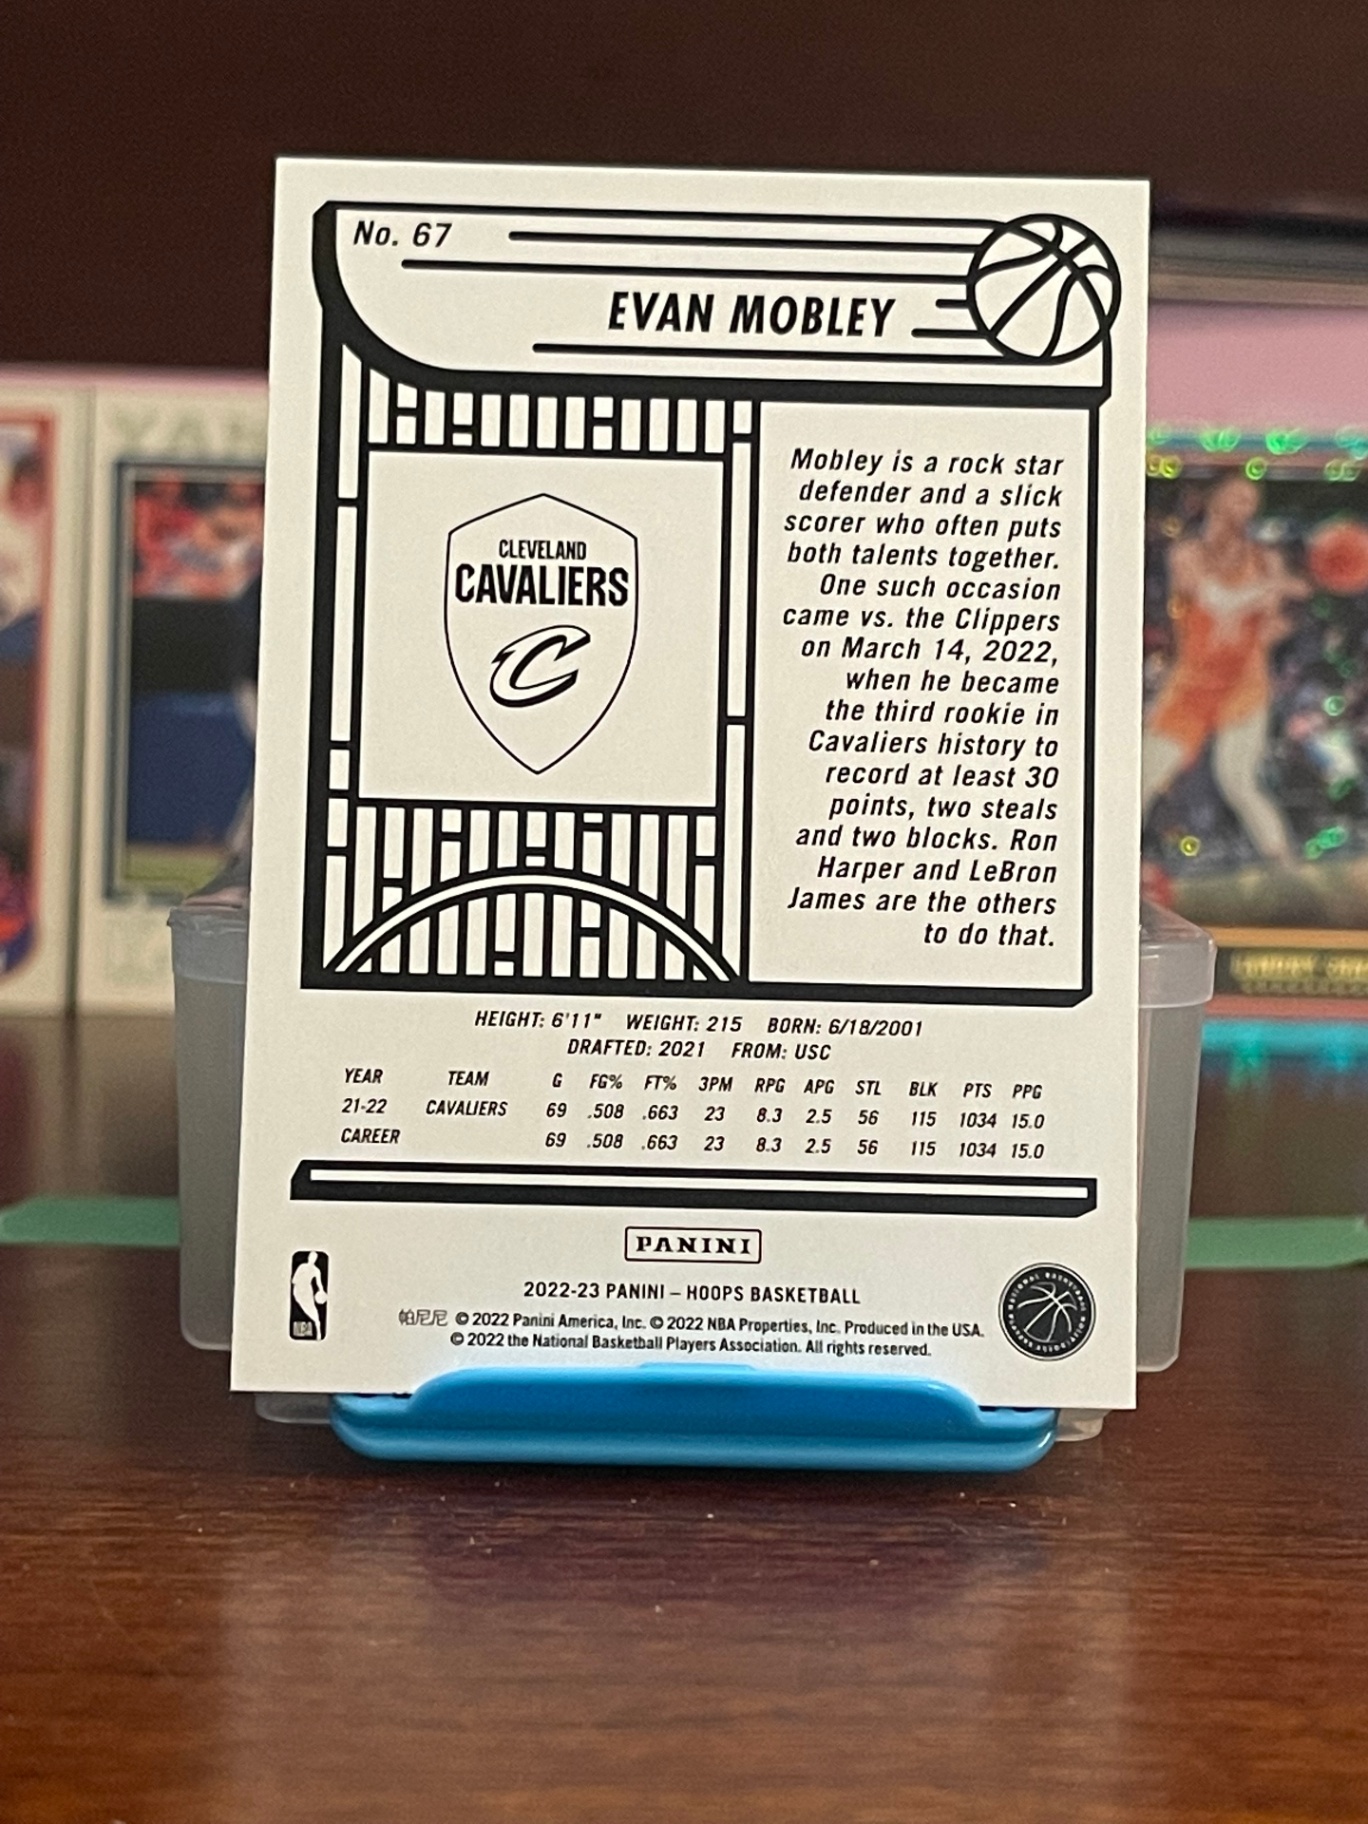 No. 67
EVAN MOBLEY
CLEVELAND
CAVALIERS
C
Mobley is a rock star
defender and a slick
scorer who often puts
both talents together.
One such occasion
came vs. the Clippers
on March 14, 2022,
when he became
the third rookie in
Cavaliers history to
record at least 30
points, two steals
and two blocks. Ron
Harper and LeBron
James are the others
to do that.
HEIGHT: 6'11" WEIGHT: 215 BORN: 6/18/2001
DRAFTED: 2021 FROM: USC
YEAR TEAM G FG% FT% 3PM RPG APG STL BLK PTS PPG
21-22 CAVALIERS 69 .508 .663 23 8.3 2.5 56 115 1034 15.0
CAREER 69 .508 .663 23 8.3 2.5 56 115 1034 15.0
PANINI
2022-23 PANINI – HOOPS BASKETBALL
帕尼尼 © 2022 Panini America, Inc. © 2022 NBA Properties, Inc. Produced in the USA.
© 2022 the National Basketball Players Association. All rights reserved.
NBA